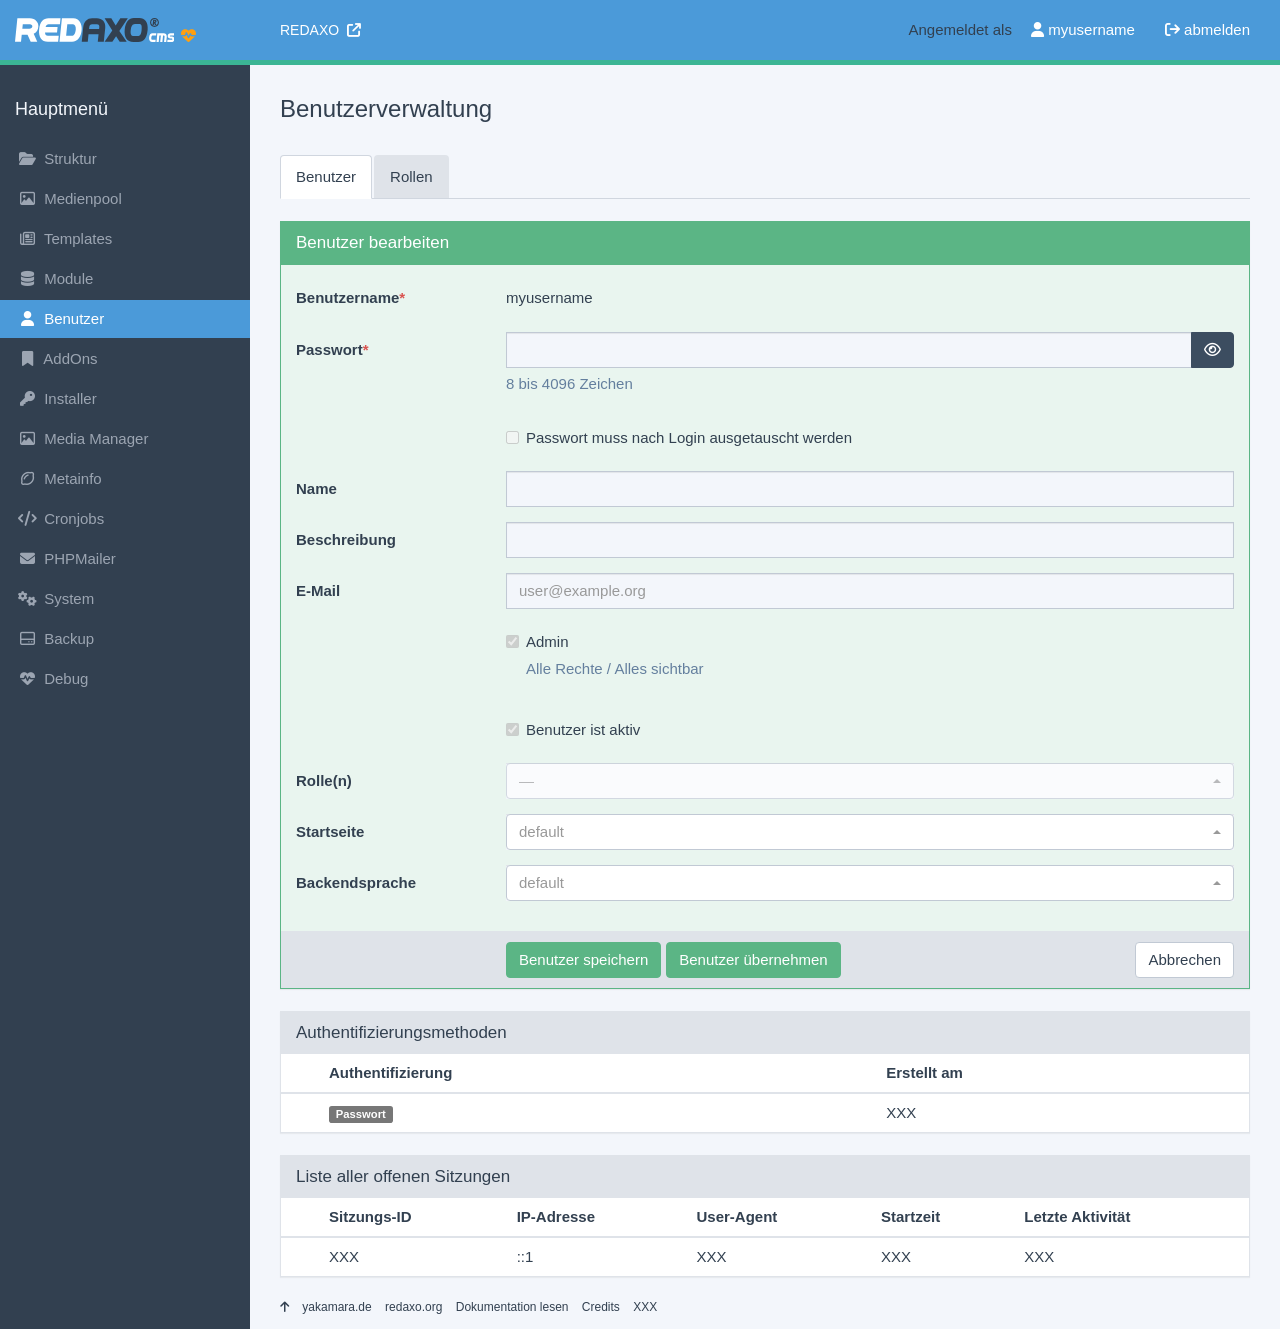 REDAXO® cms
REDAXO
Angemeldet als myusername abmelden
Hauptmenü
Struktur
Medienpool
Templates
Module
Benutzer
AddOns
Installer
Media Manager
Metainfo
Cronjobs
PHPMailer
System
Backup
Debug
Benutzerverwaltung
Benutzer Rollen
Benutzer bearbeiten
Benutzername* myusername
Passwort*
8 bis 4096 Zeichen
Passwort muss nach Login ausgetauscht werden
Name
Beschreibung
E-Mail user@example.org
Admin
Alle Rechte / Alles sichtbar
Benutzer ist aktiv
Rolle(n) —
Startseite default
Backendsprache default
Benutzer speichern Benutzer übernehmen Abbrechen
Authentifizierungsmethoden
Authentifizierung Erstellt am
Passwort XXX
Liste aller offenen Sitzungen
Sitzungs-ID IP-Adresse User-Agent Startzeit Letzte Aktivität
XXX ::1 XXX XXX XXX
yakamara.de redaxo.org Dokumentation lesen Credits XXX